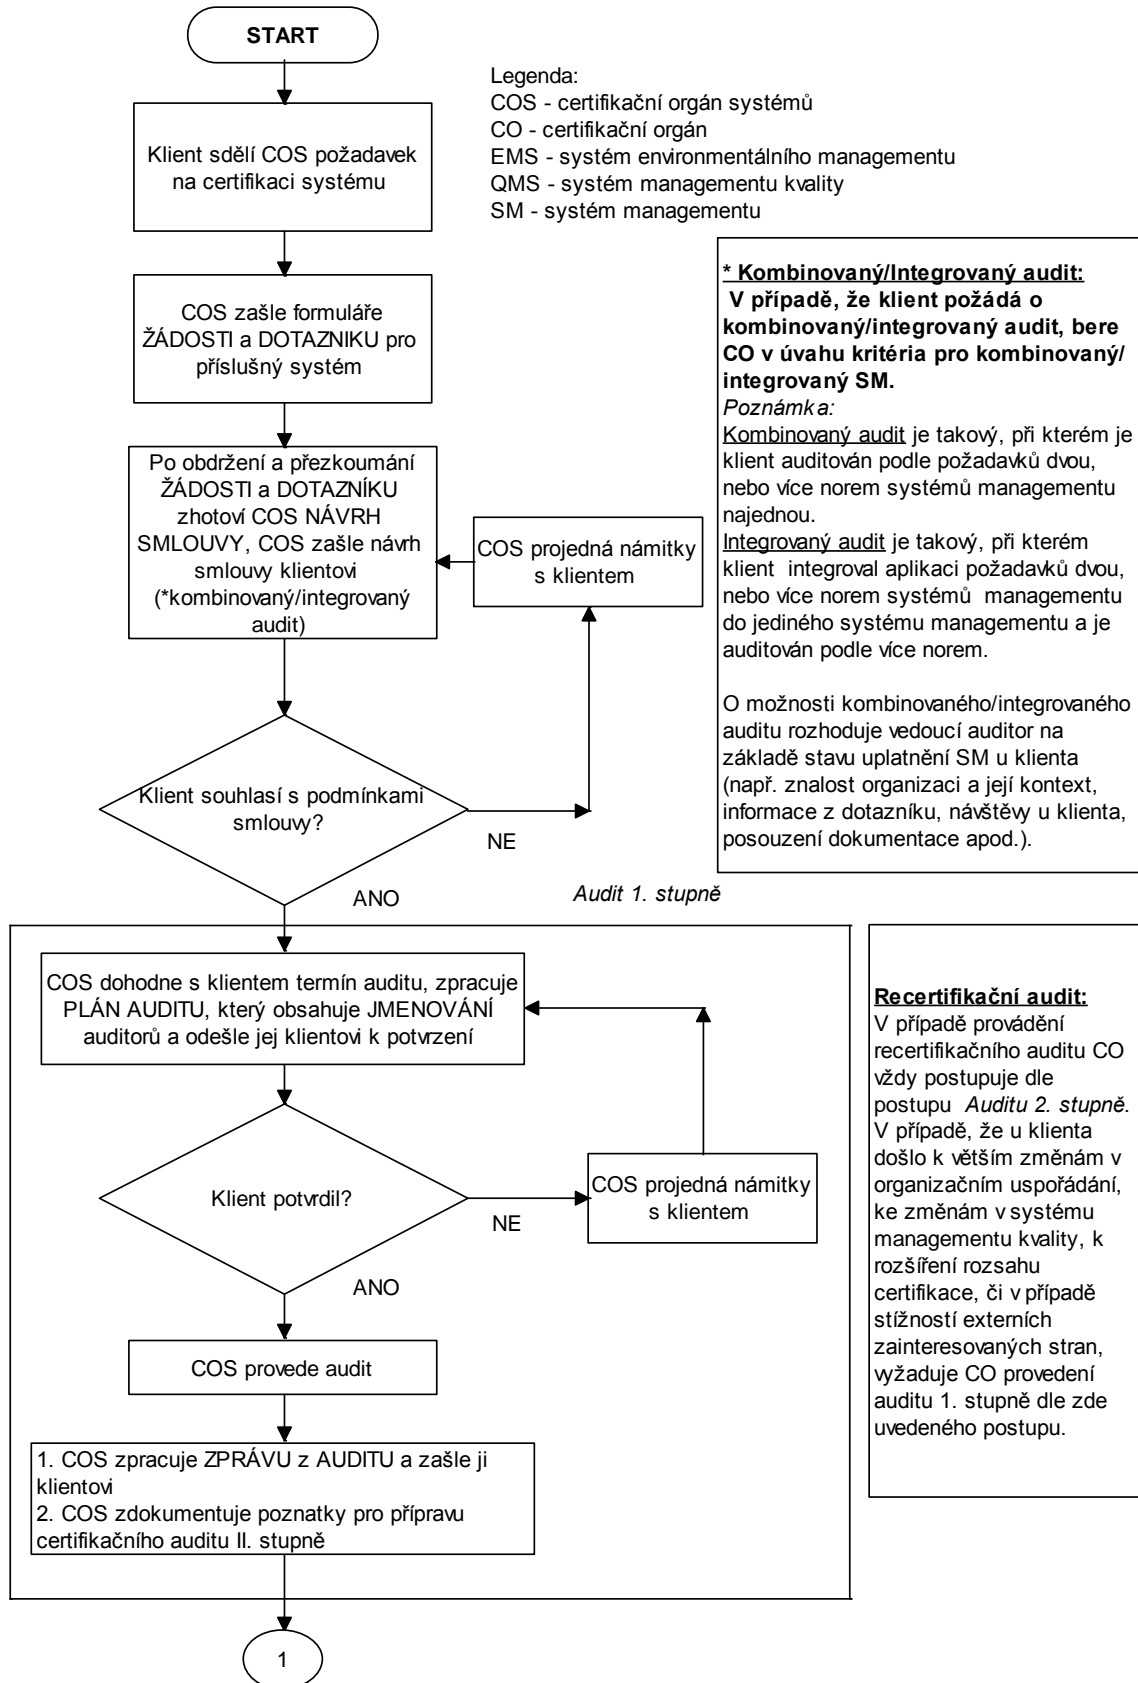 START
Legenda:
COS - certifikační orgán systémů
CO - certifikační orgán
EMS - systém environmentálního managementu
QMS - systém managementu kvality
SM - systém managementu
Klient sdělí COS požadavek
na certifikaci systému
COS zašle formuláře
ŽÁDOSTI a DOTAZNIKU pro
příslušný systém
* Kombinovaný/Integrovaný audit:
V případě, že klient požádá o
kombinovaný/integrovaný audit, bere
CO v úvahu kritéria pro kombinovaný/
integrovaný SM.
Poznámka:
Kombinovaný audit je takový, při kterém je
klient auditován podle požadavků dvou,
nebo více norem systémů managementu
najednou.
Integrovaný audit je takový, při kterém
klient integroval aplikaci požadavků dvou,
nebo více norem systémů managementu
do jediného systému managementu a je
auditován podle více norem.
O možnosti kombinovaného/integrovaného
auditu rozhoduje vedoucí auditor na
základě stavu uplatnění SM u klienta
(např. znalost organizaci a její kontext,
informace z dotazníku, návštěvy u klienta,
posouzení dokumentace apod.).
Po obdržení a přezkoumání
ŽÁDOSTI a DOTAZNÍKU
zhotoví COS NÁVRH
SMLOUVY, COS zašle návrh
smlouvy klientovi
(*kombinovaný/integrovaný
audit)
COS projedná námitky
s klientem
Klient souhlasí s podmínkami
smlouvy?
NE
ANO
Audit 1. stupně
COS dohodne s klientem termín auditu, zpracuje
PLÁN AUDITU, který obsahuje JMENOVÁNÍ
auditorů a odešle jej klientovi k potvrzení
Recertifikační audit:
V případě provádění
recertifikačního auditu CO
vždy postupuje dle
postupu Auditu 2. stupně.
V případě, že u klienta
došlo k větším změnám v
organizačním uspořádání,
ke změnám v systému
managementu kvality, k
rozšíření rozsahu
certifikace, či v případě
stížností externích
zainteresovaných stran,
vyžaduje CO provedení
auditu 1. stupně dle zde
uvedeného postupu.
Klient potvrdil?
NE
COS projedná námitky
s klientem
ANO
COS provede audit
1. COS zpracuje ZPRÁVU z AUDITU a zašle ji
klientovi
2. COS zdokumentuje poznatky pro přípravu
certifikačního auditu II. stupně
1